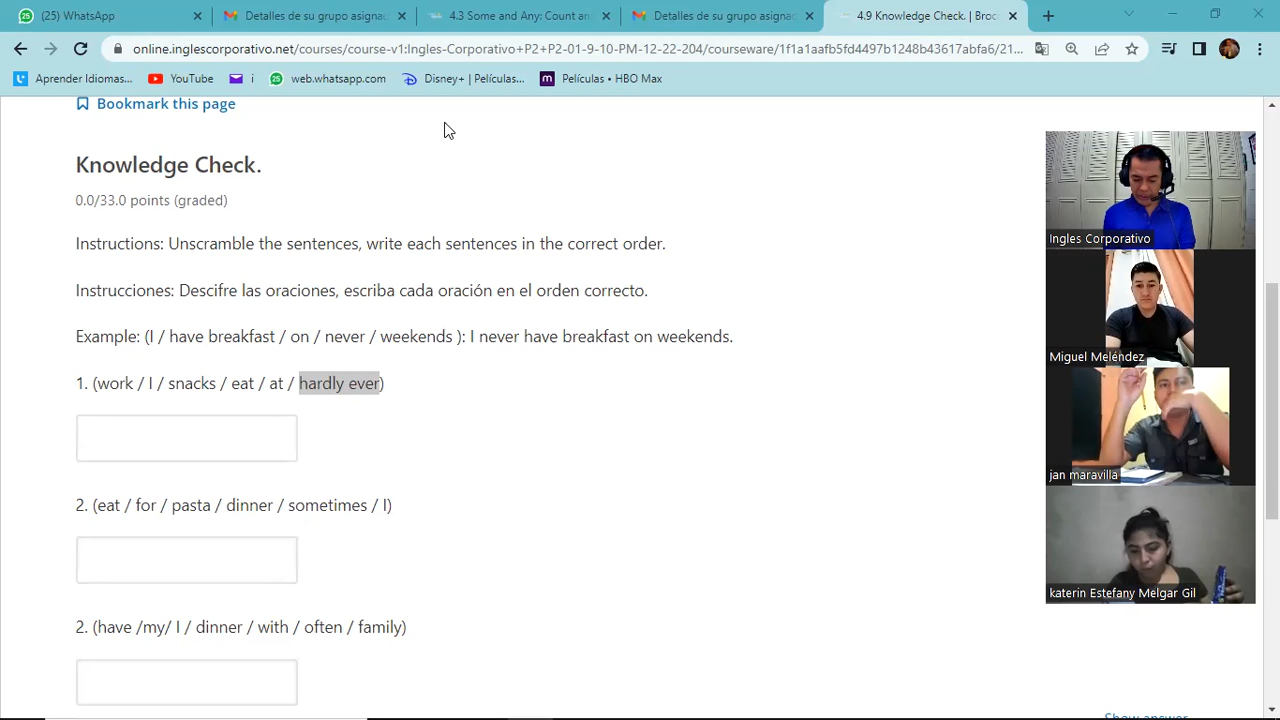 (25) WhatsApp
Detalles de su grupo asignac
4.3 Some and Any: Count an
Detalles de su grupo asignac
4.9 Knowledge Check. | Broc
online.inglescorporativo.net/courses/course-v1:Ingles-Corporativo+P2+P2-01-9-10-PM-12-22-204/courseware/1f1a1aafb5fd4497b1248b43617abfa6/21...
Aprender Idiomas...
YouTube
i
web.whatsapp.com
Disney+ | Películas,...
Películas • HBO Max
Bookmark this page
Knowledge Check.
0.0/33.0 points (graded)
Instructions: Unscramble the sentences, write each sentences in the correct order.
Instrucciones: Descifre las oraciones, escriba cada oración en el orden correcto.
Example: (I / have breakfast / on / never / weekends ): I never have breakfast on weekends.
1. (work / I / snacks / eat / at / hardly ever)
2. (eat / for / pasta / dinner / sometimes / I)
2. (have /my/ I / dinner / with / often / family)
Show answer
Ingles Corporativo
Miguel Meléndez
jan maravilla
katerin Estefany Melgar Gil